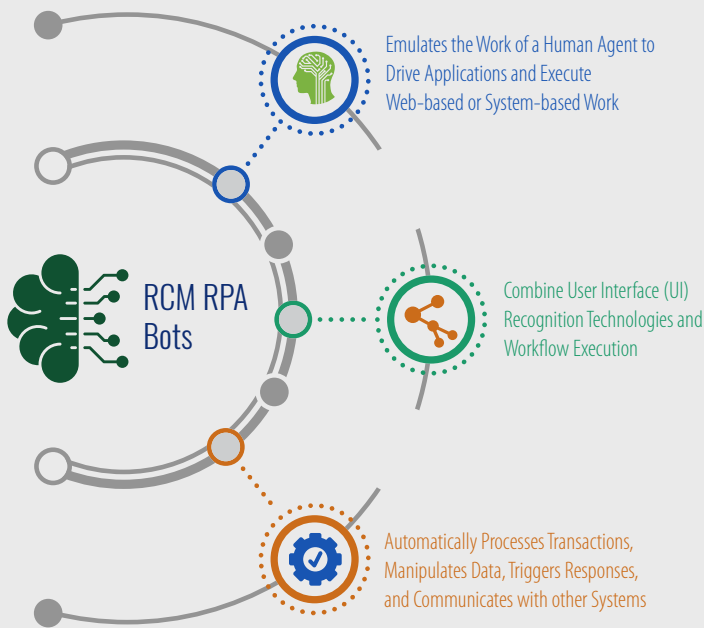 Emulates the Work of a Human Agent to
Drive Applications and Execute
Web-based or System-based Work
RCM RPA
Bots
Combine User Interface (UI)
Recognition Technologies and
Workflow Execution
Automatically Processes Transactions,
Manipulates Data, Triggers Responses,
and Communicates with other Systems